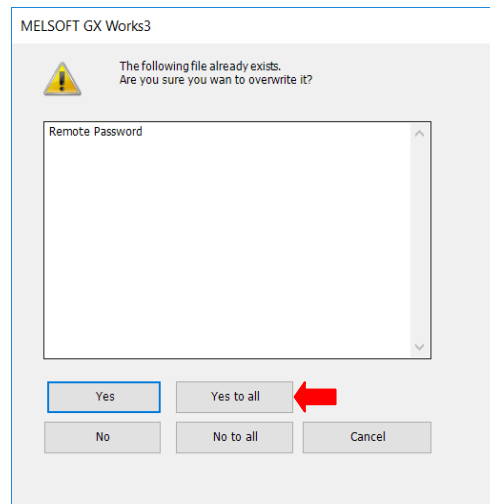 MELSOFT GX Works3
The following file already exists.
Are you sure you wan to overwrite it?
Remote Password
Yes
Yes to all
No
No to all
Cancel